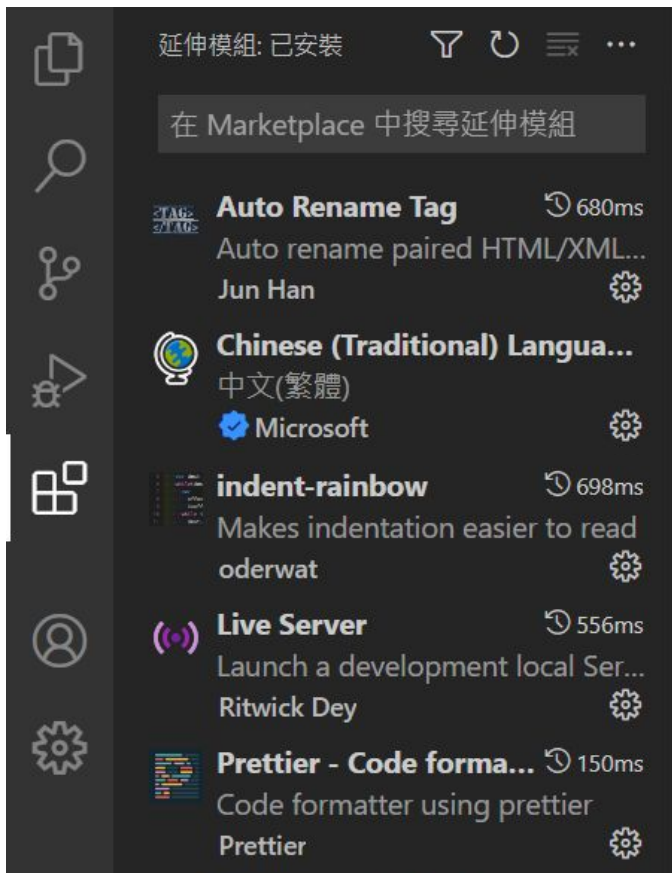 延伸模組: 已安裝
在 Marketplace 中搜尋延伸模組
<TAG>
</TAG>
Auto Rename Tag 680ms
Auto rename paired HTML/XML...
Jun Han
Chinese (Traditional) Langua...
中文(繁體)
Microsoft
indent-rainbow 698ms
Makes indentation easier to read
oderwat
Live Server 556ms
Launch a development local Ser...
Ritwick Dey
Prettier - Code forma... 150ms
Code formatter using prettier
Prettier